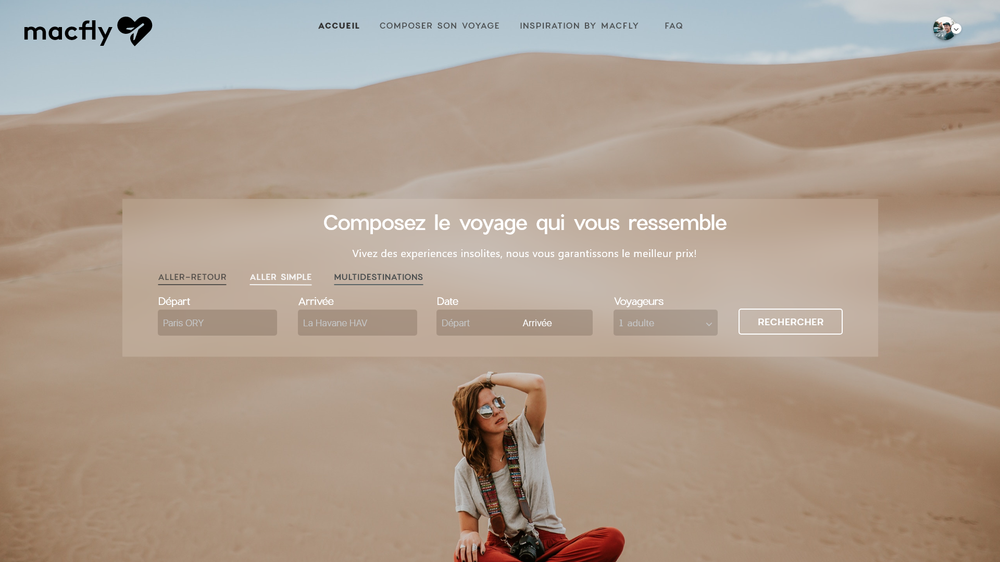 macfly
ACCUEIL COMPOSER SON VOYAGE INSPIRATION BY MACFLY FAQ
Composez le voyage qui vous ressemble
Vivez des experiences insolites, nous vous garantissons le meilleur prix!
ALLER-RETOUR ALLER SIMPLE MULTIDESTINATIONS
Départ Arrivée Date Voyageurs
Paris ORY La Havane HAV Départ Arrivée 1 adulte RECHERCHER
Canon